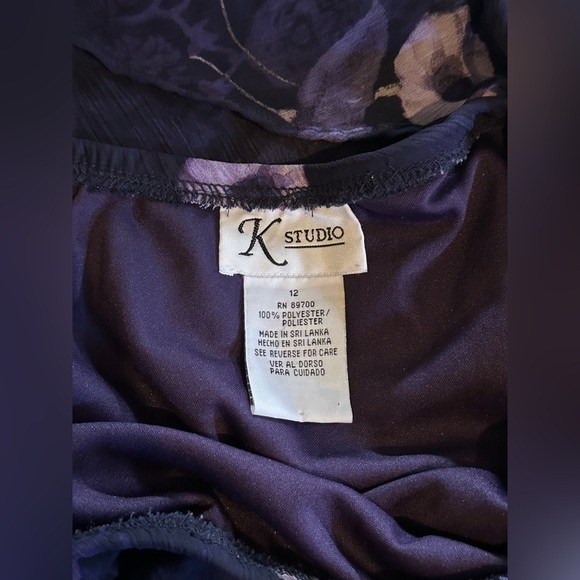 K STUDIO
12
RN 89700
100% POLYESTER/
POLIESTER
MADE IN SRI LANKA
HECHO EN SRI LANKA
SEE REVERSE FOR CARE
VER AL DORSO
PARA CUIDADO